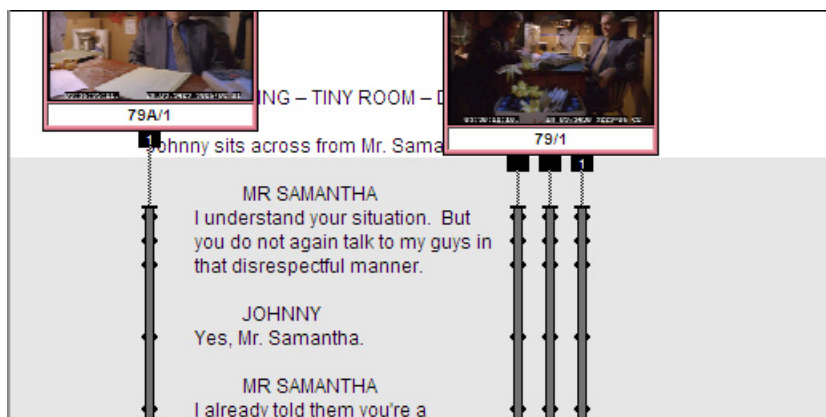 ING – TINY ROOM –
79A/1
79/1
1
Johnny sits across from Mr. Sama
1
MR SAMANTHA
I understand your situation.  But
you do not again talk to my guys in
that disrespectful manner.
JOHNNY
Yes, Mr. Samantha.
MR SAMANTHA
I already told them you're a